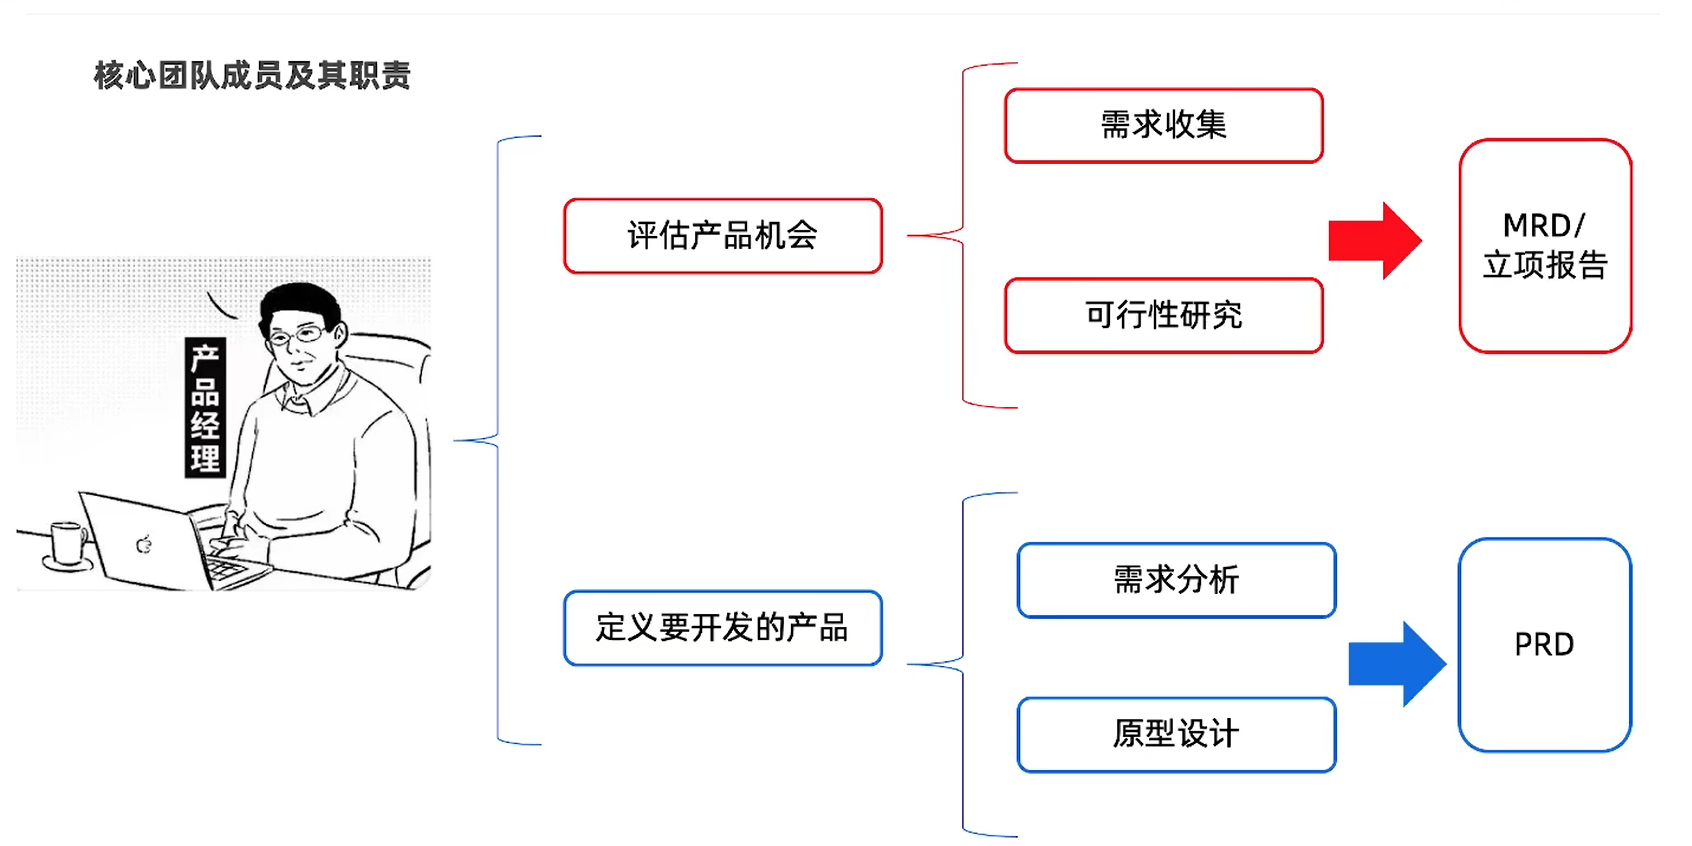 核心团队成员及其职责
产品经理
评估产品机会
需求收集
可行性研究
MRD/
立项报告
定义要开发的产品
需求分析
原型设计
PRD